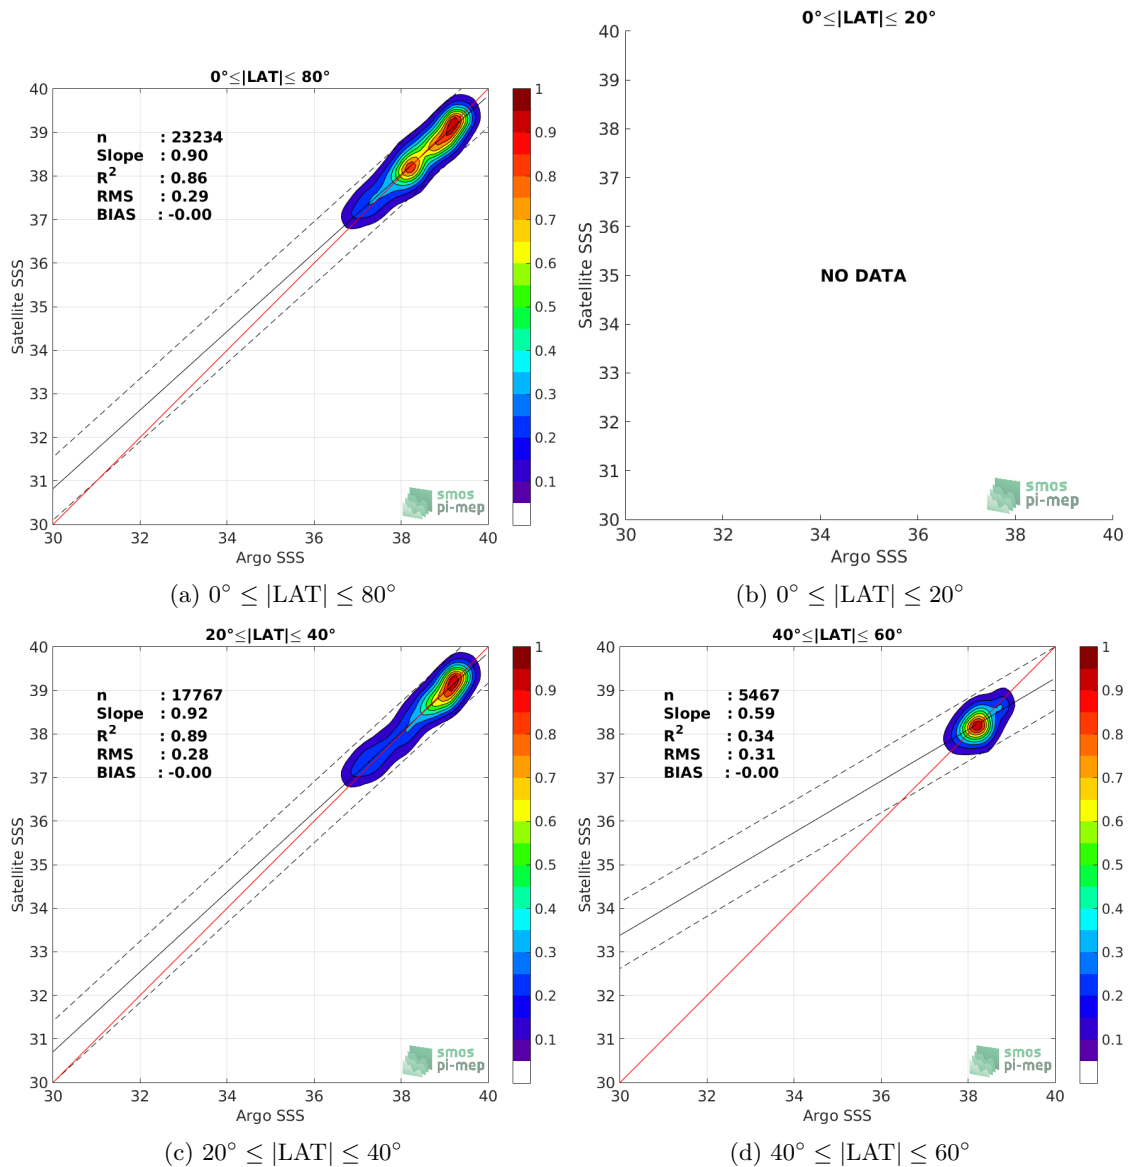 0°≤|LAT|≤ 80°
40
39
38
37
36
35
34
33
32
31
30
Satellite SSS
n : 23234
Slope : 0.90
R2 : 0.86
RMS : 0.29
BIAS : -0.00
1
0.9
0.8
0.7
0.6
0.5
0.4
0.3
0.2
0.1
smos
pi-mep
30 32 34 36 38 40
Argo SSS
(a) 0° ≤ |LAT| ≤ 80°
0°≤|LAT|≤ 20°
40
39
38
37
36
35
34
33
32
31
30
Satellite SSS
NO DATA
smos
pi-mep
30 32 34 36 38 40
Argo SSS
(b) 0° ≤ |LAT| ≤ 20°
20°≤|LAT|≤ 40°
40
39
38
37
36
35
34
33
32
31
30
Satellite SSS
n : 17767
Slope : 0.92
R2 : 0.89
RMS : 0.28
BIAS : -0.00
1
0.9
0.8
0.7
0.6
0.5
0.4
0.3
0.2
0.1
smos
pi-mep
30 32 34 36 38 40
Argo SSS
(c) 20° ≤ |LAT| ≤ 40°
40°≤|LAT|≤ 60°
40
39
38
37
36
35
34
33
32
31
30
Satellite SSS
n : 5467
Slope : 0.59
R2 : 0.34
RMS : 0.31
BIAS : -0.00
1
0.9
0.8
0.7
0.6
0.5
0.4
0.3
0.2
0.1
smos
pi-mep
30 32 34 36 38 40
Argo SSS
(d) 40° ≤ |LAT| ≤ 60°